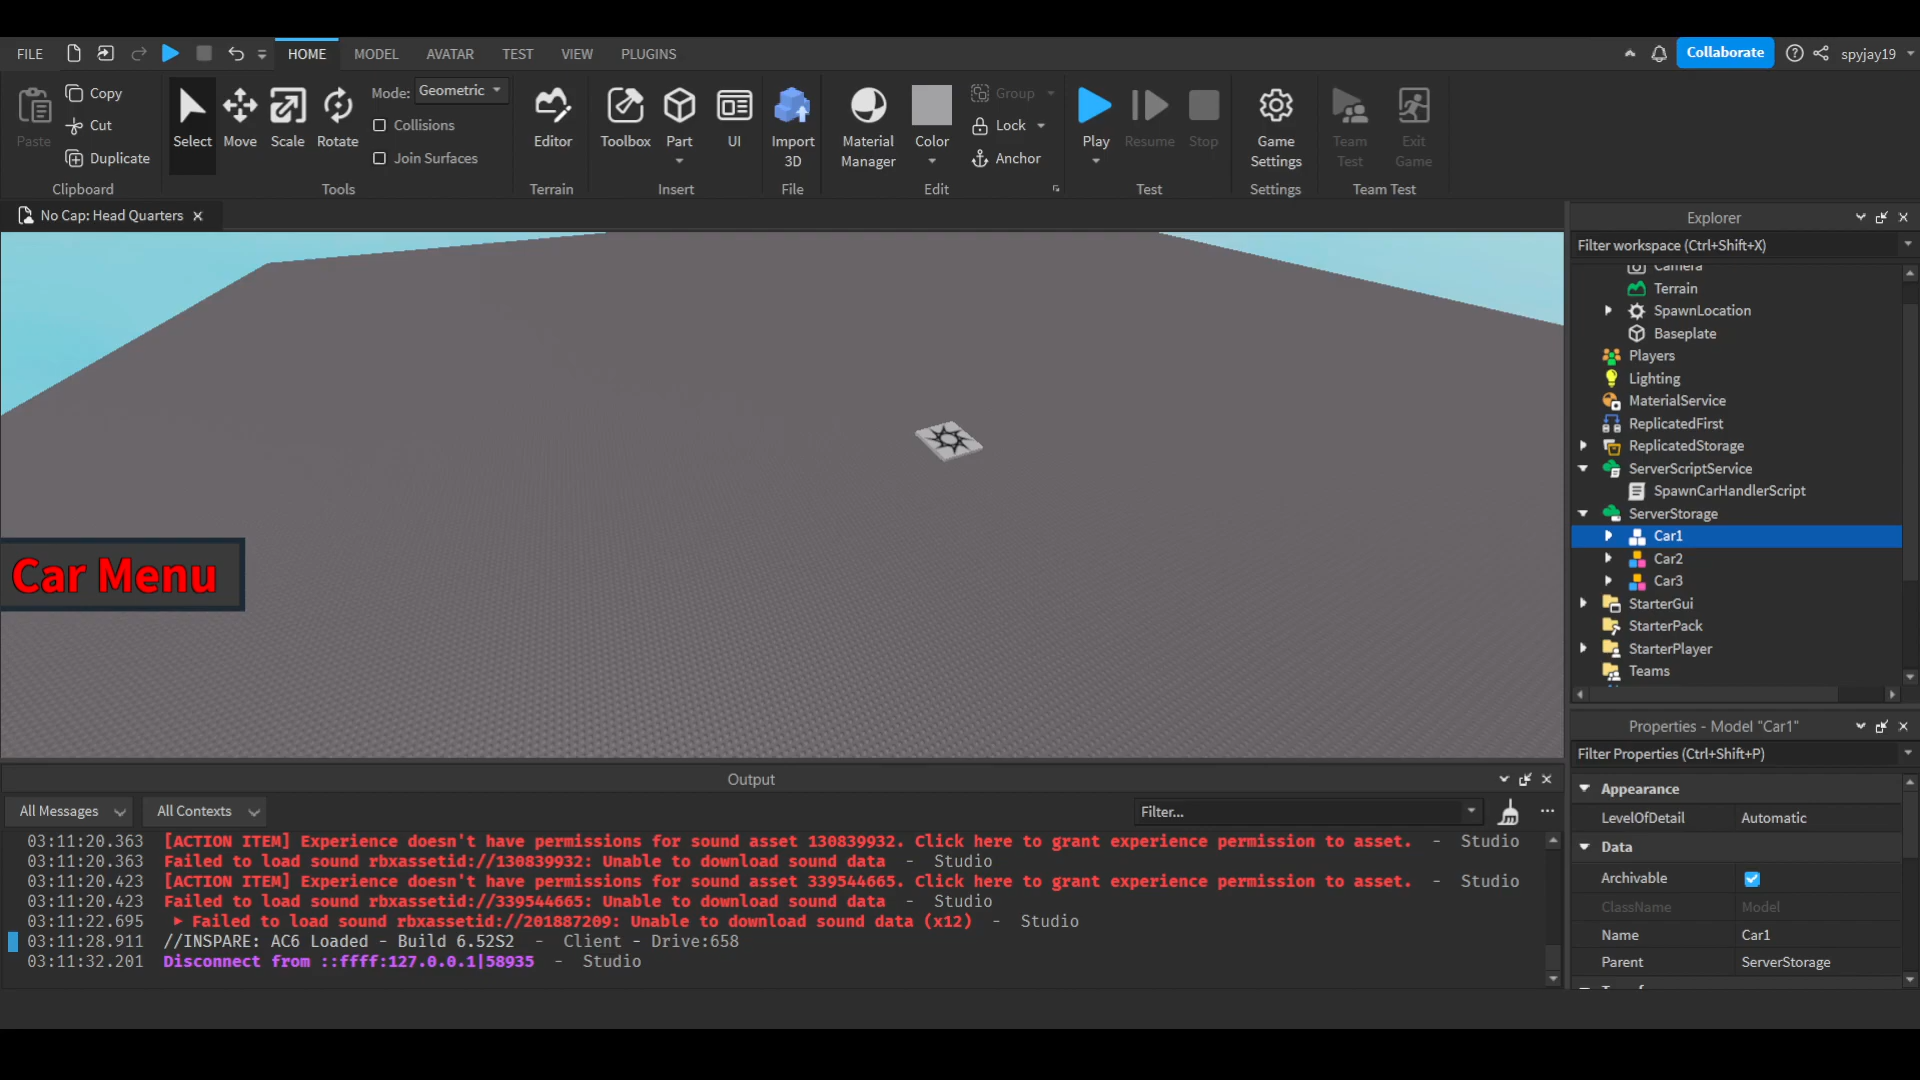 FILE HOME MODEL AVATAR TEST VIEW PLUGINS Collaborate spyjay19
Paste Copy Cut Duplicate Clipboard
Select Move Scale Rotate Mode: Geometric Collisions Join Surfaces Tools
Editor Terrain
Toolbox Part UI Insert
Import 3D File
Material Manager Color Group Lock Anchor Edit
Play Resume Stop Test
Game Settings Settings
Team Test Exit Game Team Test
No Cap: Head Quarters
Car Menu
Explorer
Filter workspace (Ctrl+Shift+X)
Camera
Terrain
SpawnLocation
Baseplate
Players
Lighting
MaterialService
ReplicatedFirst
ReplicatedStorage
ServerScriptService
SpawnCarHandlerScript
ServerStorage
Car1
Car2
Car3
StarterGui
StarterPack
StarterPlayer
Teams
Properties - Model "Car1"
Filter Properties (Ctrl+Shift+P)
Appearance
LevelOfDetail Automatic
Data
Archivable
ClassName Model
Name Car1
Parent ServerStorage
Output
All Messages All Contexts Filter...
03:11:20.363 [ACTION ITEM] Experience doesn't have permissions for sound asset 130839932. Click here to grant experience permission to asset. - Studio
03:11:20.363 Failed to load sound rbxassetid://130839932: Unable to download sound data - Studio
03:11:20.423 [ACTION ITEM] Experience doesn't have permissions for sound asset 339544665. Click here to grant experience permission to asset. - Studio
03:11:20.423 Failed to load sound rbxassetid://339544665: Unable to download sound data - Studio
03:11:22.695 Failed to load sound rbxassetid://201887209: Unable to download sound data (x12) - Studio
03:11:28.911 //INSPARE: AC6 Loaded - Build 6.52S2 - Client - Drive:658
03:11:32.201 Disconnect from ::ffff:127.0.0.1|58935 - Studio